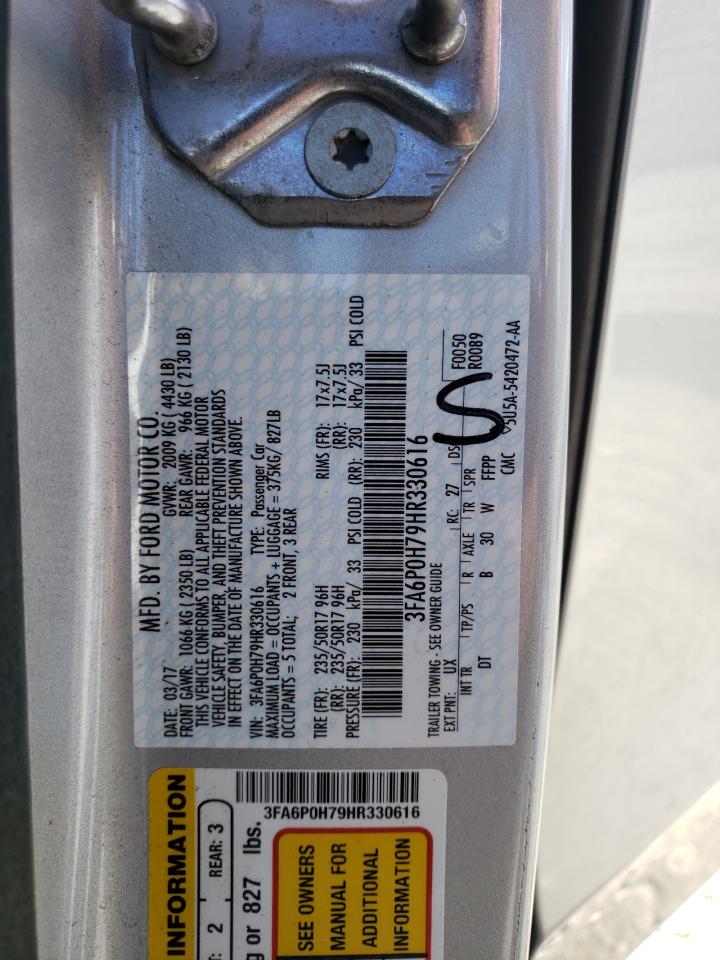 MFD. BY FORD MOTOR CO.
DATE: 03/17 GVWR: 2009 KG ( 4430 LB)
FRONT GAWR: 1066 KG ( 2350 LB) REAR GAWR: 966 KG ( 2130 LB)
THIS VEHICLE CONFORMS TO ALL APPLICABLE FEDERAL MOTOR
VEHICLE SAFETY, BUMPER, AND THEFT PREVENTION STANDARDS
IN EFFECT ON THE DATE OF MANUFACTURE SHOWN ABOVE.
VIN: 3FA6P0H79HR330616 TYPE: Passenger Car
MAXIMUM LOAD = OCCUPANTS + LUGGAGE = 375KG/ 827LB
OCCUPANTS = 5 TOTAL; 2 FRONT, 3 REAR
TIRE (FR): 235/50R17 96H RIMS (FR): 17x7.5J
(RR): 235/50R17 96H (RR): 17x7.5J
PRESSURE (FR): 230 kPa/ 33 PSI COLD (RR): 230 kPa/ 33 PSI COLD
3FA6P0H79HR330616
TRAILER TOWING - SEE OWNER GUIDE F0050
EXT PNT: UX RC: 27 DS R0089
S
INT TR TP/PS R AXLE TR SPR
DT B 30 W FFPP
CMC 5U5A-5420472-AA
INFORMATION
2 REAR: 3
or 827 lbs.
3FA6P0H79HR330616
SEE OWNERS
MANUAL FOR
ADDITIONAL
INFORMATION